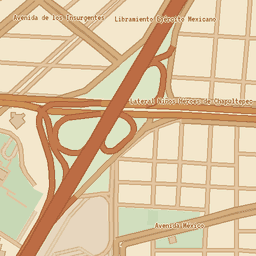 Avenida de los Insurgentes
Libramiento Ejército Mexicano
Lateral Niños Héroes de Chapultepec
Avenida México